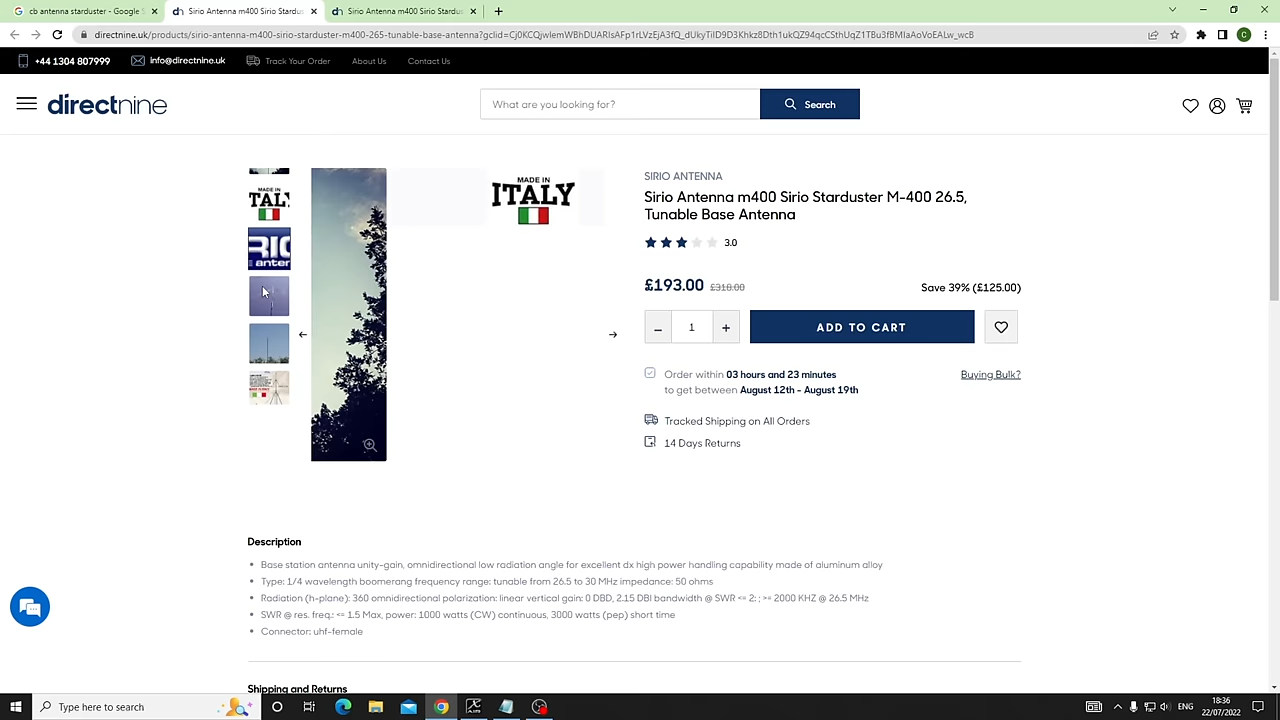 cb antenna starduster - Google S
Sirio Antenna m400 Sirio Starduste
Sirio Antenna m400 Sirio Starduste
directnine.uk/products/sirio-antenna-m400-sirio-starduster-m400-265-tunable-base-antenna?gclid=Cj0KCQjwlemWBhDUARIsAFp1rLVzEjA3fQ_dUkyTiID9D3Khkz8Dth1ukQZ94qcCSthUqZ1TBu3fBMIaAoVoEALw_wcB
+44 1304 807999
info@directnine.uk
Track Your Order
About Us
Contact Us
directnine
What are you looking for?
Search
MADE IN
ITALY
MADE IN
ITALY
SIRIO ANTENNA
Sirio Antenna m400 Sirio Starduster M-400 26.5,
Tunable Base Antenna
3.0
£193.00 £318.00
Save 39% (£125.00)
1
ADD TO CART
Order within 03 hours and 23 minutes
to get between August 12th - August 19th
Buying Bulk?
Tracked Shipping on All Orders
14 Days Returns
Description
Base station antenna unity-gain, omnidirectional low radiation angle for excellent dx high power handling capability made of aluminum alloy
Type: 1/4 wavelength boomerang frequency range: tunable from 26.5 to 30 MHz impedance: 50 ohms
Radiation (h-plane): 360 omnidirectional polarization: linear vertical gain: 0 DBD, 2.15 DBI bandwidth @ SWR <= 2: ; >= 2000 KHZ @ 26.5 MHz
SWR @ res. freq.: <= 1.5 Max, power: 1000 watts (CW) continuous, 3000 watts (pep) short time
Connector: uhf-female
Shipping and Returns
Type here to search
ENG
18:36
22/07/2022